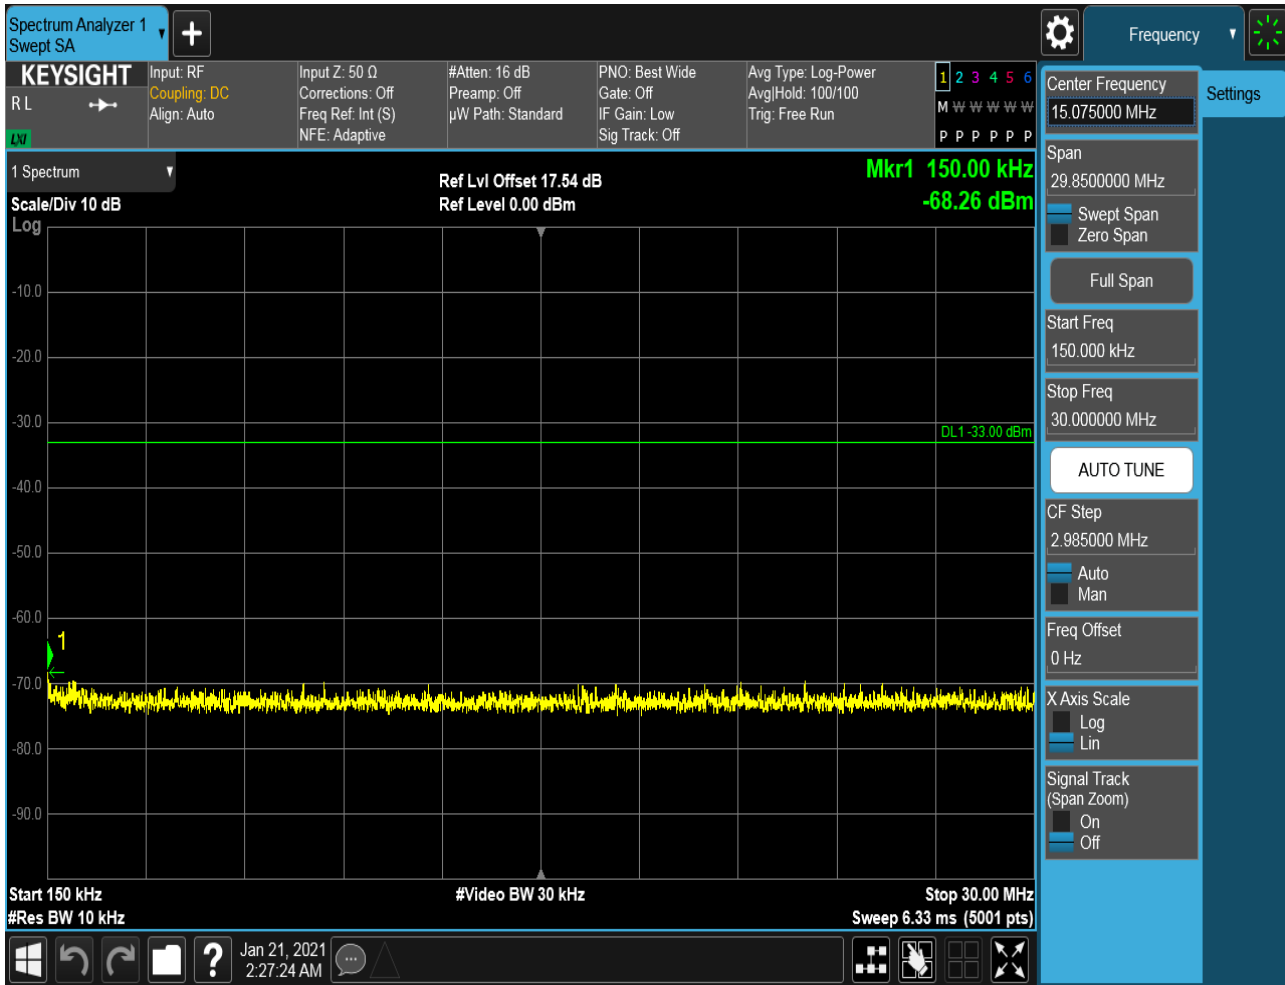 Spectrum Analyzer 1
Swept SA
+
Frequency
KEYSIGHT
R L
LXI
Input: RF
Coupling: DC
Align: Auto
Input Z: 50 Ω
Corrections: Off
Freq Ref: Int (S)
NFE: Adaptive
#Atten: 16 dB
Preamp: Off
µW Path: Standard
PNO: Best Wide
Gate: Off
IF Gain: Low
Sig Track: Off
Avg Type: Log-Power
Avg|Hold: 100/100
Trig: Free Run
1 2 3 4 5 6
M W W W W W
P P P P P P
1 Spectrum
Scale/Div 10 dB
Log
Ref Lvl Offset 17.54 dB
Ref Level 0.00 dBm
Mkr1 150.00 kHz
-68.26 dBm
-10.0
-20.0
-30.0
DL1 -33.00 dBm
-40.0
-50.0
-60.0
1
-70.0
-80.0
-90.0
Start 150 kHz
#Res BW 10 kHz
#Video BW 30 kHz
Stop 30.00 MHz
Sweep 6.33 ms (5001 pts)
?
Jan 21, 2021
2:27:24 AM
Center Frequency
15.075000 MHz
Settings
Span
29.8500000 MHz
Swept Span
Zero Span
Full Span
Start Freq
150.000 kHz
Stop Freq
30.000000 MHz
AUTO TUNE
CF Step
2.985000 MHz
Auto
Man
Freq Offset
0 Hz
X Axis Scale
Log
Lin
Signal Track
(Span Zoom)
On
Off